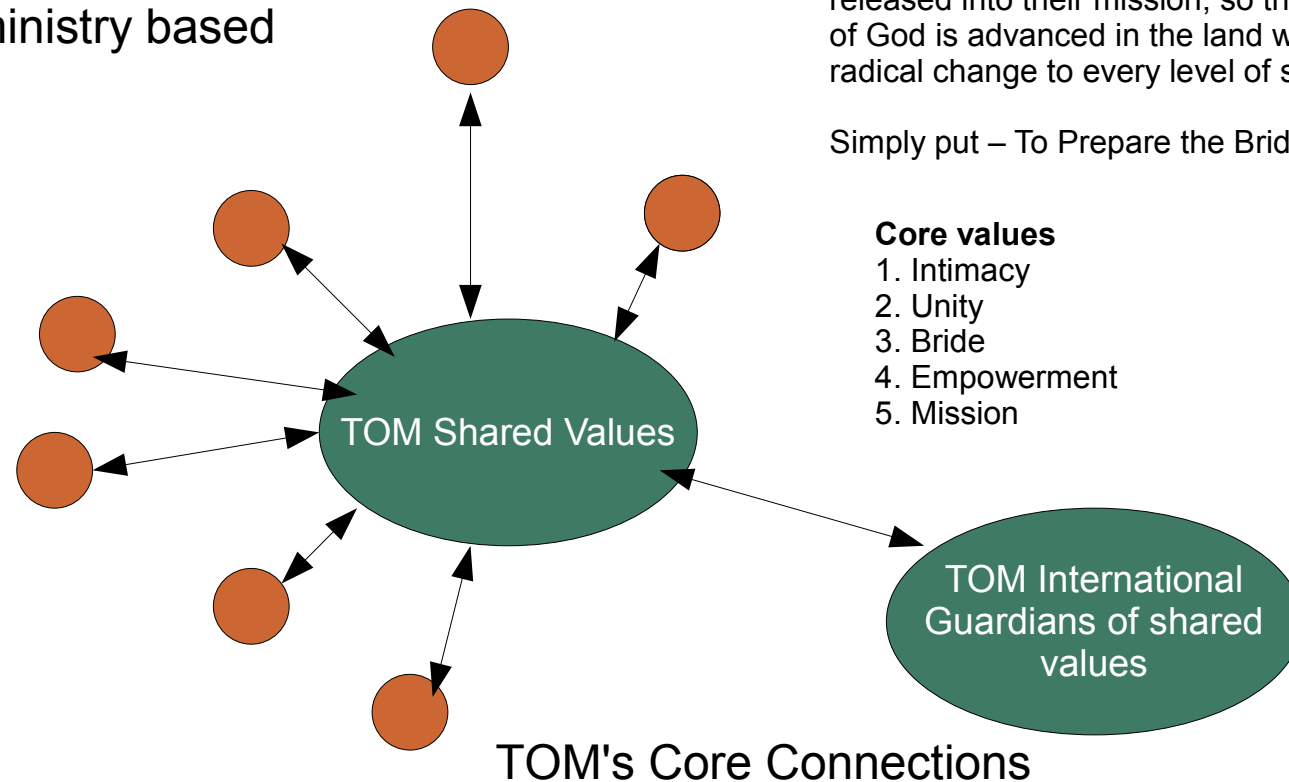 ministry based
released into their mission, so
of God is advanced in the land
radical change to every level of
Simply put – To Prepare the
Core values
1. Intimacy
2. Unity
3. Bride
4. Empowerment
5. Mission
TOM Shared Values
TOM International
Guardians of shared
values
TOM's Core Connections